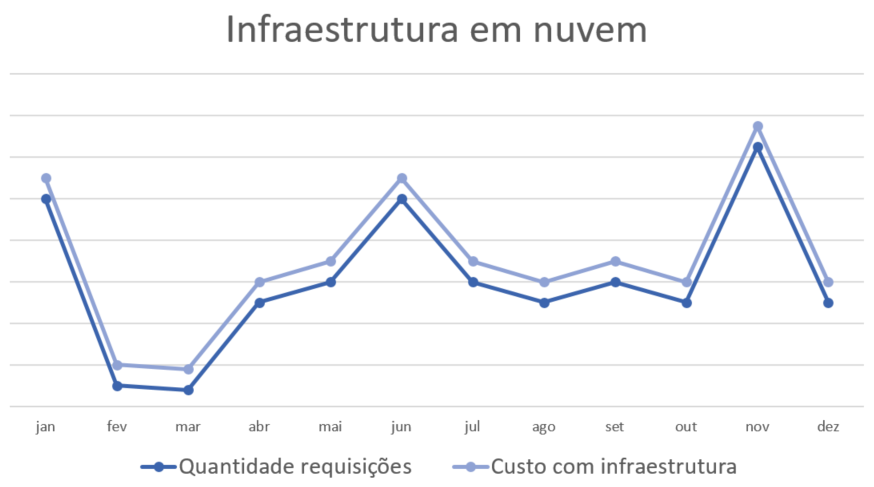 Infraestrutura em nuvem
jan fev mar abr mai jun jul ago set out nov dez
Quantidade requisições Custo com infraestrutura